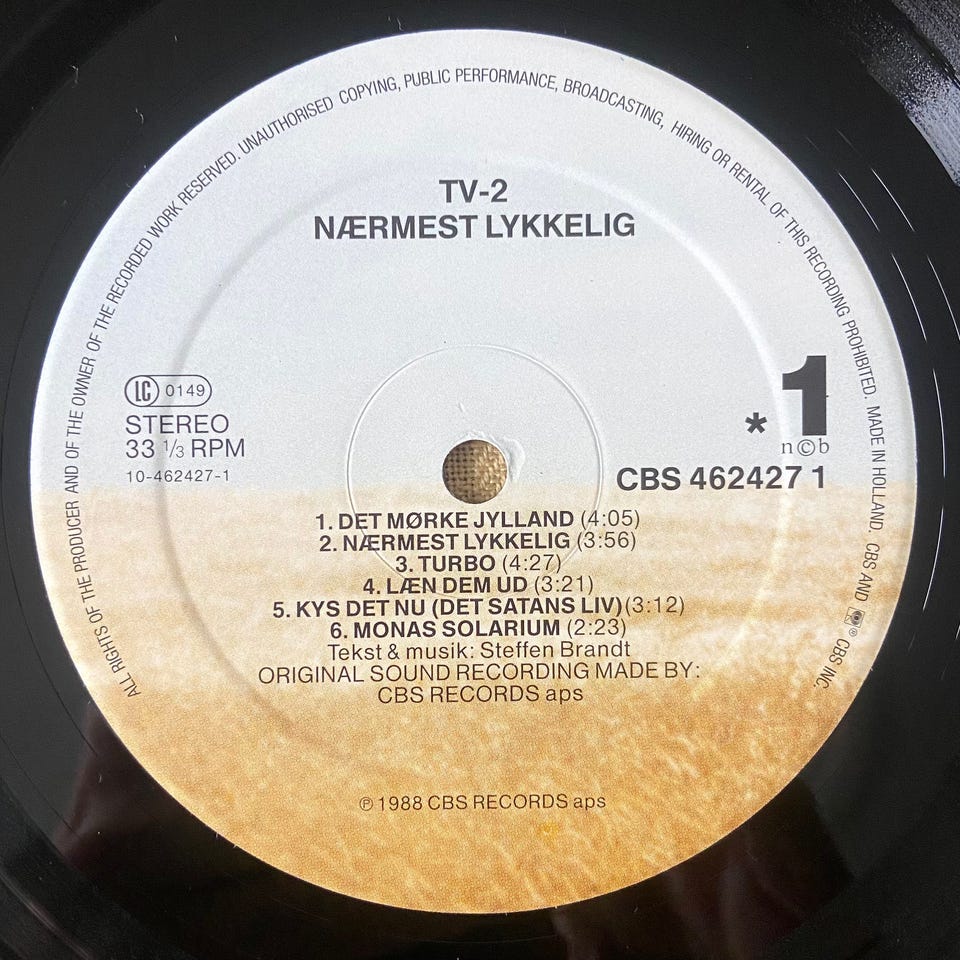 ALL RIGHTS OF THE PRODUCER AND OF THE OWNER OF THE RECORDED WORK RESERVED. UNAUTHORISED COPYING, PUBLIC PERFORMANCE, BROADCASTING, HIRING OR RENTAL OF THIS RECORDING PROHIBITED. MADE IN HOLLAND. CBS AND ® CBS INC.
TV-2
NÆRMEST LYKKELIG
LC 0149
STEREO
33 1/3 RPM
10-462427-1
* 1
n©b
CBS 462427 1
1. DET MØRKE JYLLAND (4:05)
2. NÆRMEST LYKKELIG (3:56)
3. TURBO (4:27)
4. LÆN DEM UD (3:21)
5. KYS DET NU (DET SATANS LIV) (3:12)
6. MONAS SOLARIUM (2:23)
Tekst & musik: Steffen Brandt
ORIGINAL SOUND RECORDING MADE BY:
CBS RECORDS aps
℗ 1988 CBS RECORDS aps